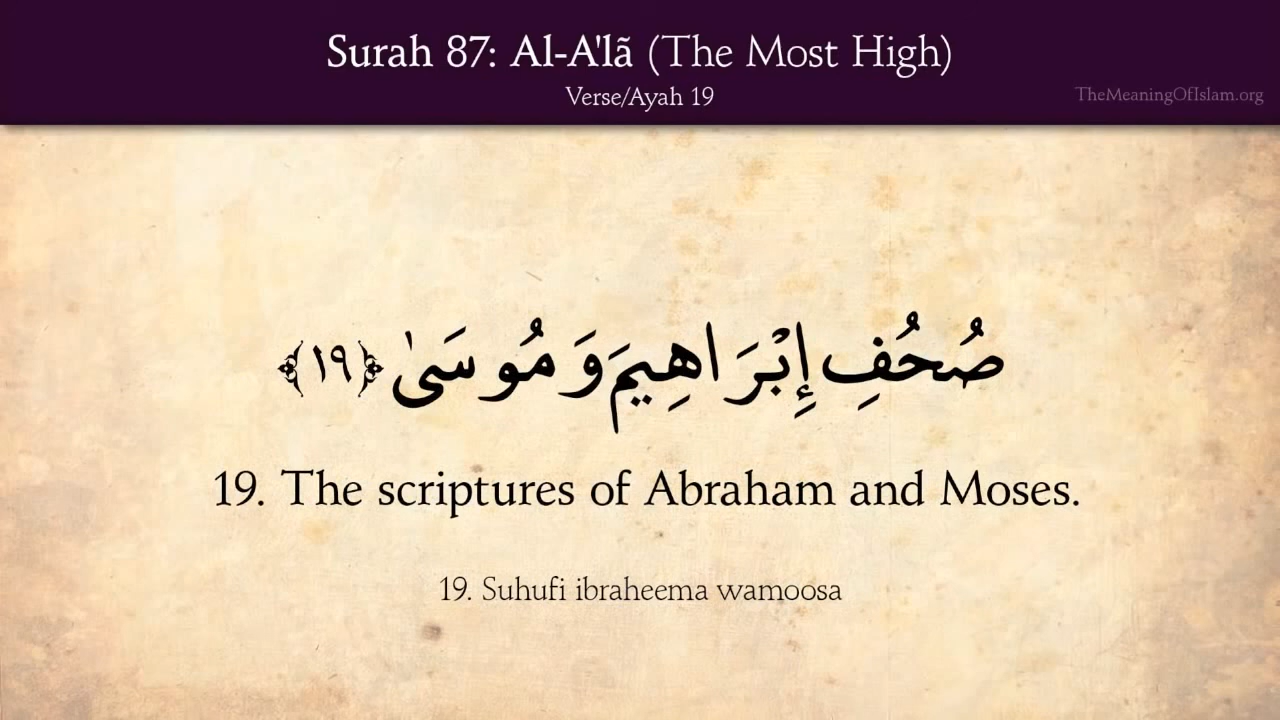 Surah 87: Al-A'lã (The Most High)
Verse/Ayah 19
TheMeaningOfIslam.org
صُحُفِ إِبْرَاهِيمَ وَمُوسَىٰ ﴿١٩﴾
19. The scriptures of Abraham and Moses.
19. Suhufi ibraheema wamoosa